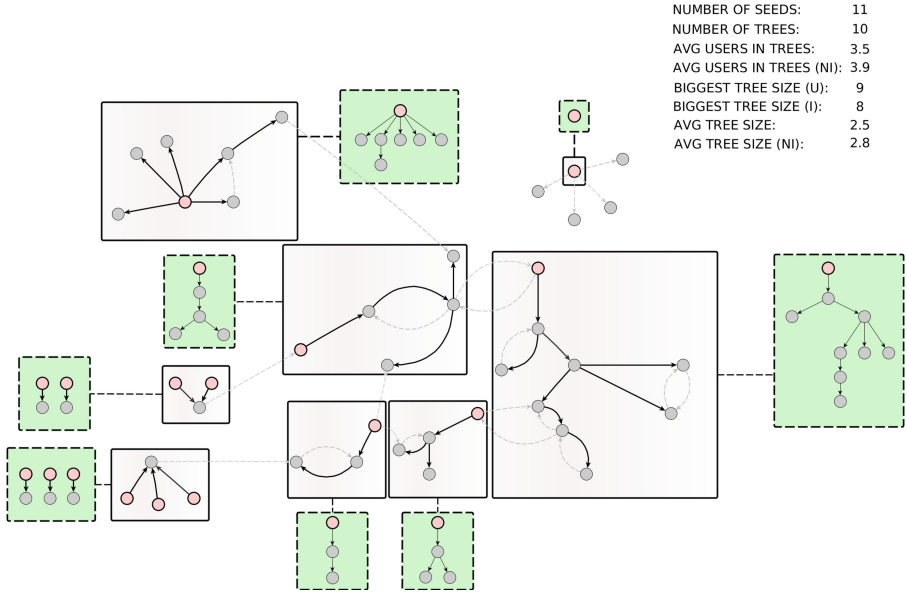 NUMBER OF SEEDS: 11
NUMBER OF TREES: 10
AVG USERS IN TREES: 3.5
AVG USERS IN TREES (NI): 3.9
BIGGEST TREE SIZE (U): 9
BIGGEST TREE SIZE (I): 8
AVG TREE SIZE: 2.5
AVG TREE SIZE (NI): 2.8